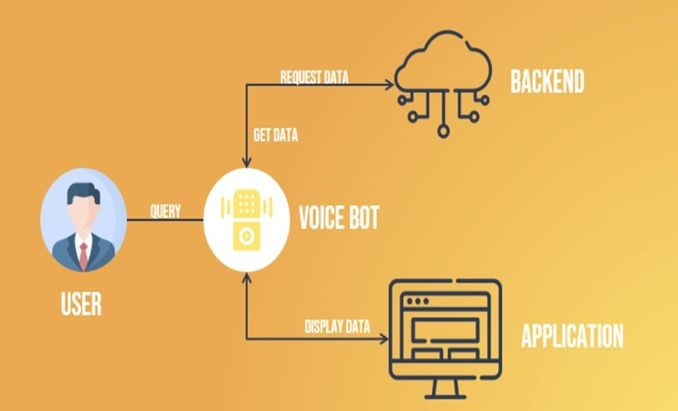 REQUEST DATA
BACKEND
GET DATA
QUERY
VOICE BOT
USER
DISPLAY DATA
APPLICATION